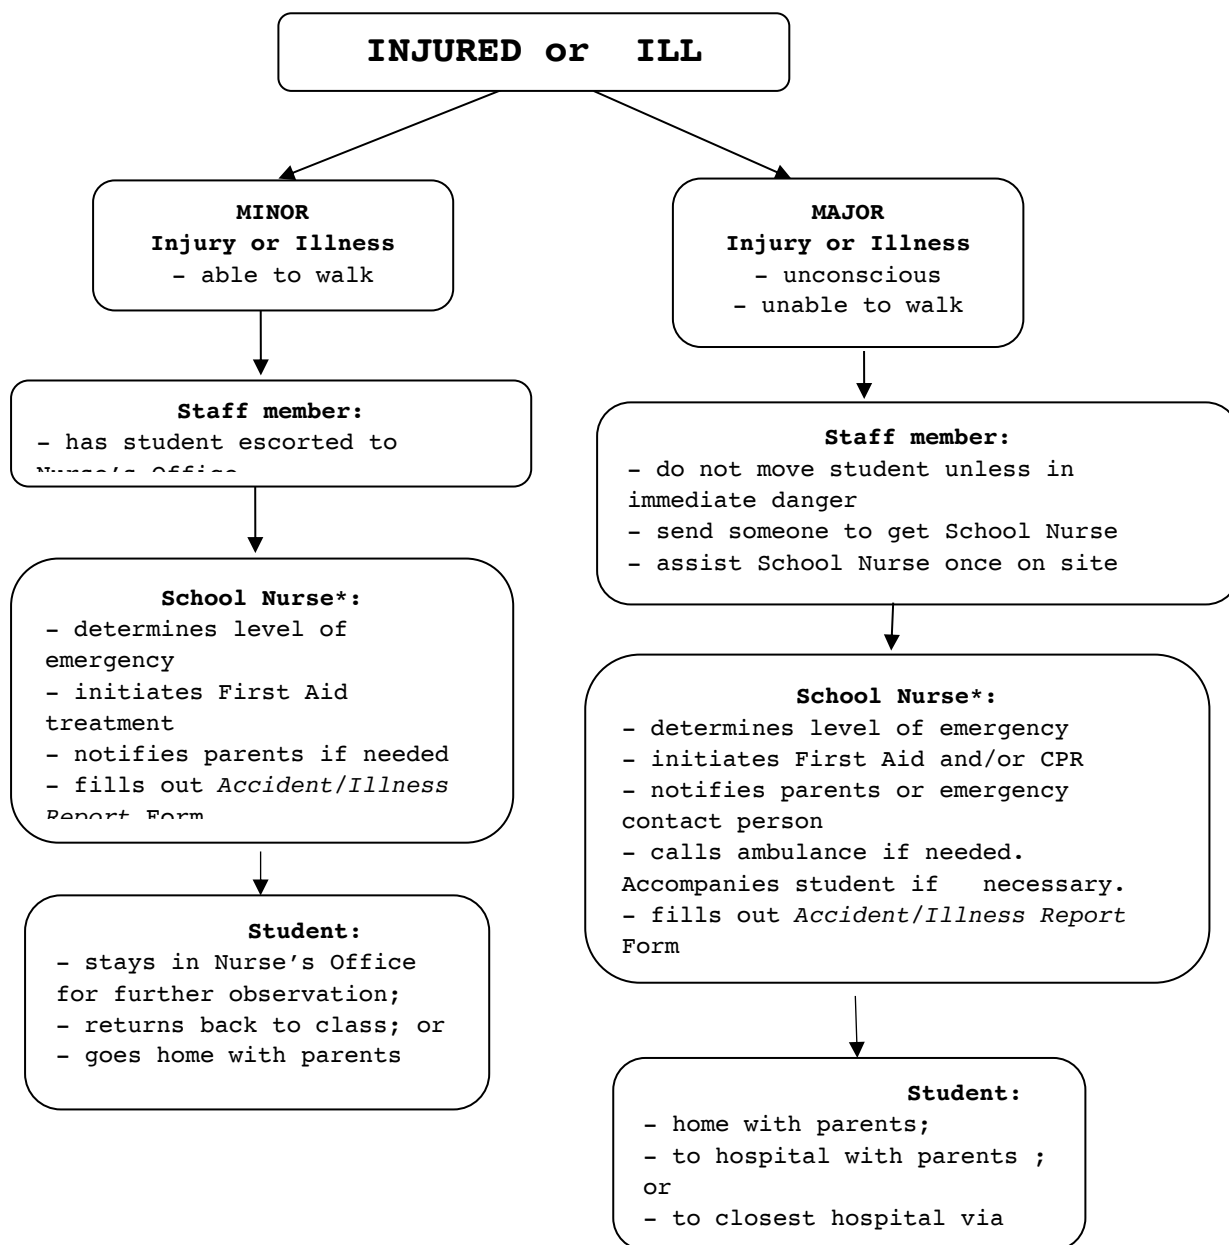 INJURED or ILL
MINOR
Injury or Illness
– able to walk
Staff member:
– has student escorted to
Nurse’s Office
School Nurse*:
– determines level of
emergency
– initiates First Aid
treatment
– notifies parents if needed
– fills out Accident/Illness
Report Form
Student:
– stays in Nurse’s Office
for further observation;
– returns back to class; or
– goes home with parents
MAJOR
Injury or Illness
– unconscious
– unable to walk
Staff member:
– do not move student unless in
immediate danger
– send someone to get School Nurse
– assist School Nurse once on site
School Nurse*:
– determines level of emergency
– initiates First Aid and/or CPR
– notifies parents or emergency
contact person
– calls ambulance if needed.
Accompanies student if necessary.
– fills out Accident/Illness Report
Form
Student:
– home with parents;
– to hospital with parents ;
or
– to closest hospital via